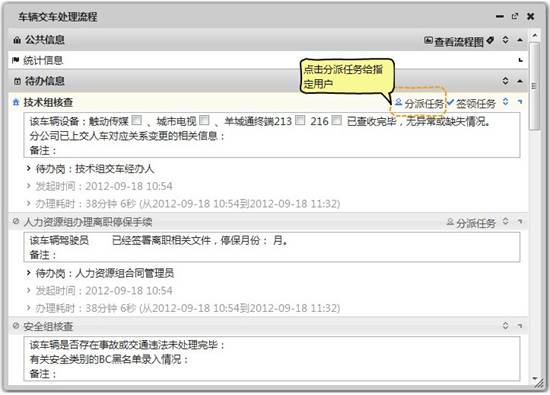 车辆交车处理流程
公共信息
查看流程图
统计信息
待办信息
点击分派任务给指
定用户
技术组核查
分派任务
签领任务
该车辆设备：触动传媒 、城市电视 、羊城通终端213 216 已查收完毕，无异常或缺失情况。
分公司已上交人车对应关系变更的相关信息：
备注：
待办岗：技术组交车经办人
发起时间：2012-09-18 10:54
办理耗时：38分钟 6秒 (从2012-09-18 10:54到2012-09-18 11:32)
人力资源组办理离职停保手续
分派任务
该车辆驾驶员 已经签署离职相关文件，停保月份： 月。
备注：
待办岗：人力资源组合同管理员
发起时间：2012-09-18 10:54
办理耗时：38分钟 6秒 (从2012-09-18 10:54到2012-09-18 11:32)
安全组核查
该车辆是否存在事故或交通违法未处理完毕：
有关安全类别的BC黑名单录入情况：
备注：